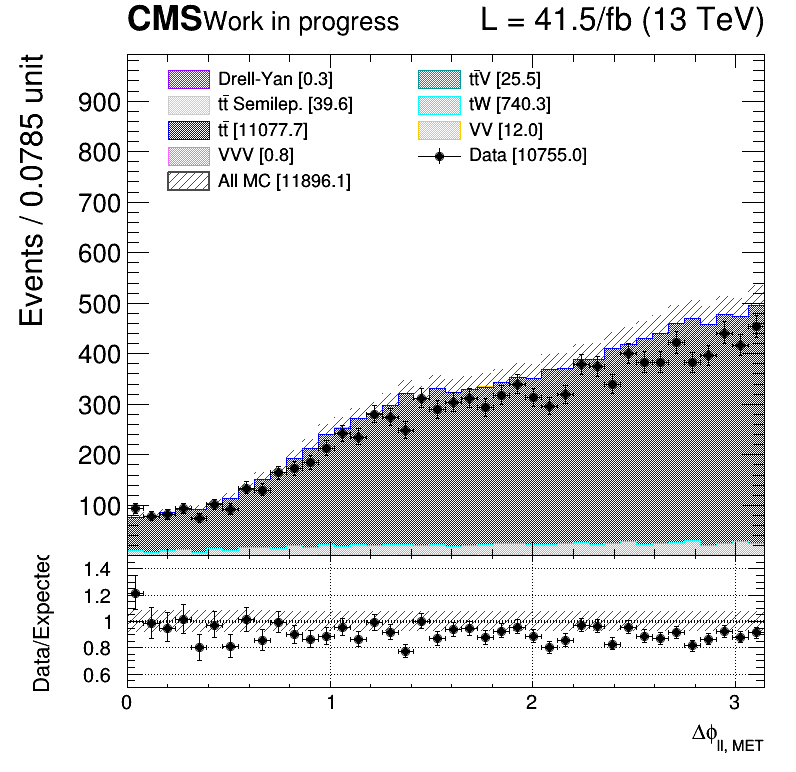 CMS Work in progress L = 41.5/fb (13 TeV)
Events / 0.0785 unit
Drell-Yan [0.3]
tt̄ Semilep. [39.6]
tt̄ [11077.7]
VVV [0.8]
All MC [11896.1]
tt̄V [25.5]
tW [740.3]
VV [12.0]
Data [10755.0]
900
800
700
600
500
400
300
200
100
Data/Expected
1.4
1.2
1
0.8
0.6
0 1 2 3
Δϕ_ll, MET